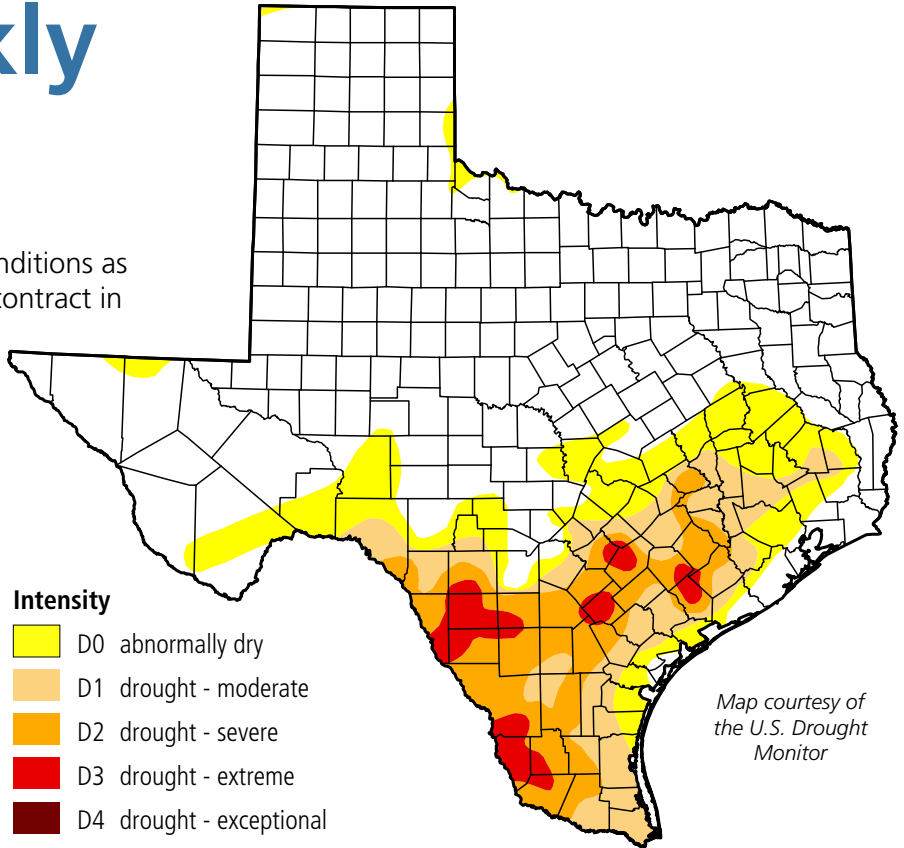 kly
nditions as
contract in
Intensity
D0 abnormally dry
D1 drought - moderate
D2 drought - severe
D3 drought - extreme
D4 drought - exceptional
Map courtesy of
the U.S. Drought
Monitor